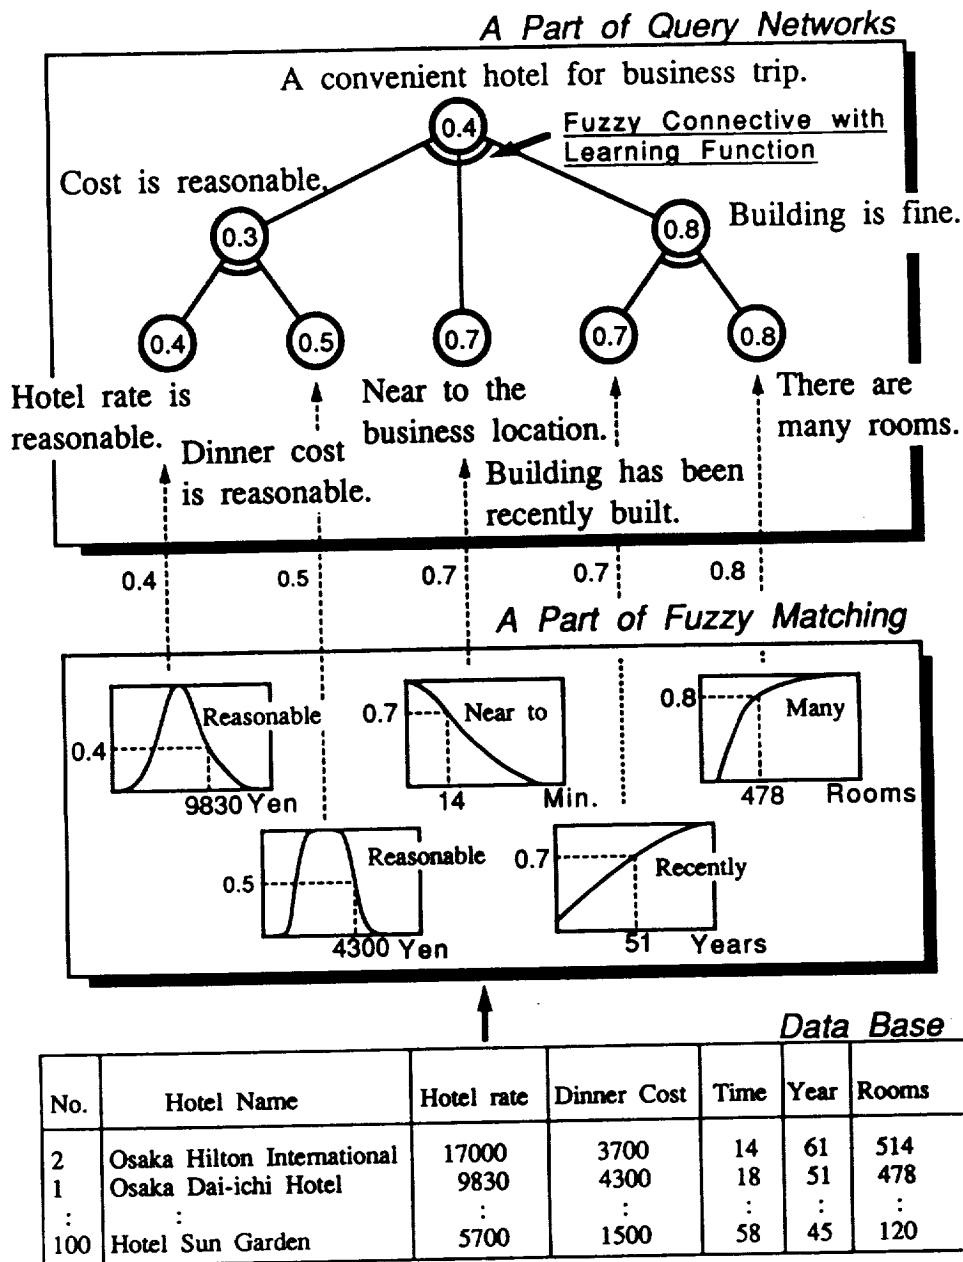 A Part of Query Networks
A convenient hotel for business trip.
0.4
Fuzzy Connective with
Learning Function
Cost is reasonable,
Building is fine.
0.3
0.8
0.4
0.5
0.7
0.7
0.8
Hotel rate is
reasonable.
Dinner cost
is reasonable.
Near to the
business location.
Building has been
recently built.
There are
many rooms.
0.4
0.5
0.7
0.7
0.8
A Part of Fuzzy Matching
Reasonable
0.4
9830 Yen
0.7
Near to
14
Min.
0.8
Many
478
Rooms
Reasonable
0.5
4300 Yen
0.7
Recently
51
Years
Data Base
No. Hotel Name Hotel rate Dinner Cost Time Year Rooms
2 Osaka Hilton International 17000 3700 14 61 514
1 Osaka Dai-ichi Hotel 9830 4300 18 51 478
: : : : : : :
100 Hotel Sun Garden 5700 1500 58 45 120